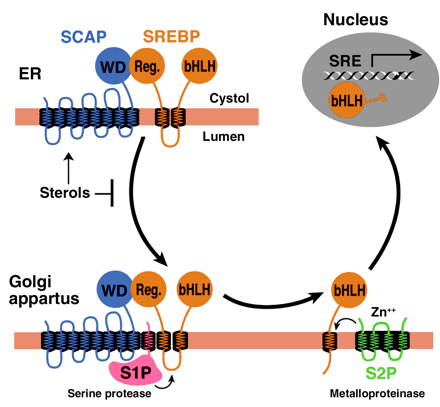 Nucleus
SCAP
SREBP
SRE
WD
Reg.
bHLH
ER
bHLH
Cystol
Lumen
Sterols
Golgi
appartus
WD
Reg.
bHLH
bHLH
Zn++
S1P
S2P
Serine protease
Metalloproteinase